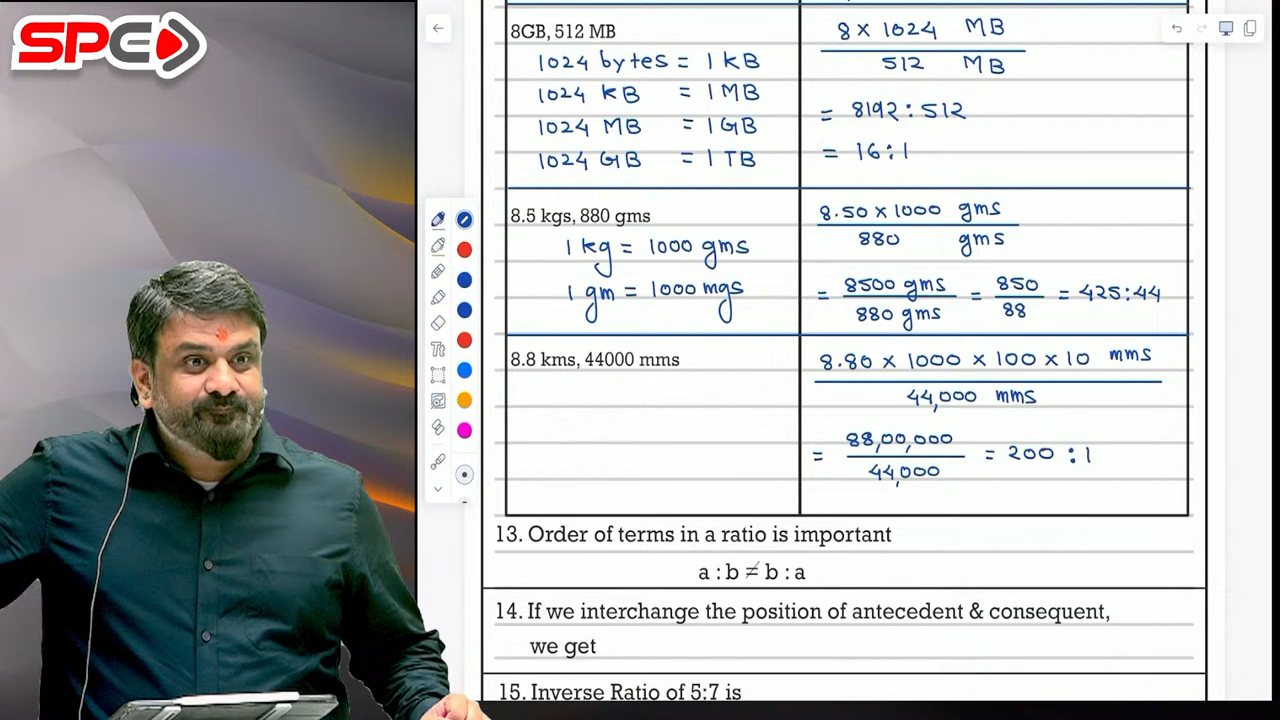 SPED
8GB, 512 MB
1024 bytes = 1 KB
1024 KB = 1 MB
1024 MB = 1 GB
1024 GB = 1 TB
8 × 1024 MB
512 MB
= 8192 : 512
= 16 : 1
8.5 kgs, 880 gms
1 kg = 1000 gms
1 gm = 1000 mgs
8.50 × 1000 gms
880 gms
= 8500 gms / 880 gms = 850 / 88 = 425 : 44
8.8 kms, 44000 mms
8.80 × 1000 × 100 × 10 mms
44,000 mms
= 88,00,000 / 44,000 = 200 : 1
13. Order of terms in a ratio is important
a : b ≠ b : a
14. If we interchange the position of antecedent & consequent,
we get
15. Inverse Ratio of 5:7 is
Tt